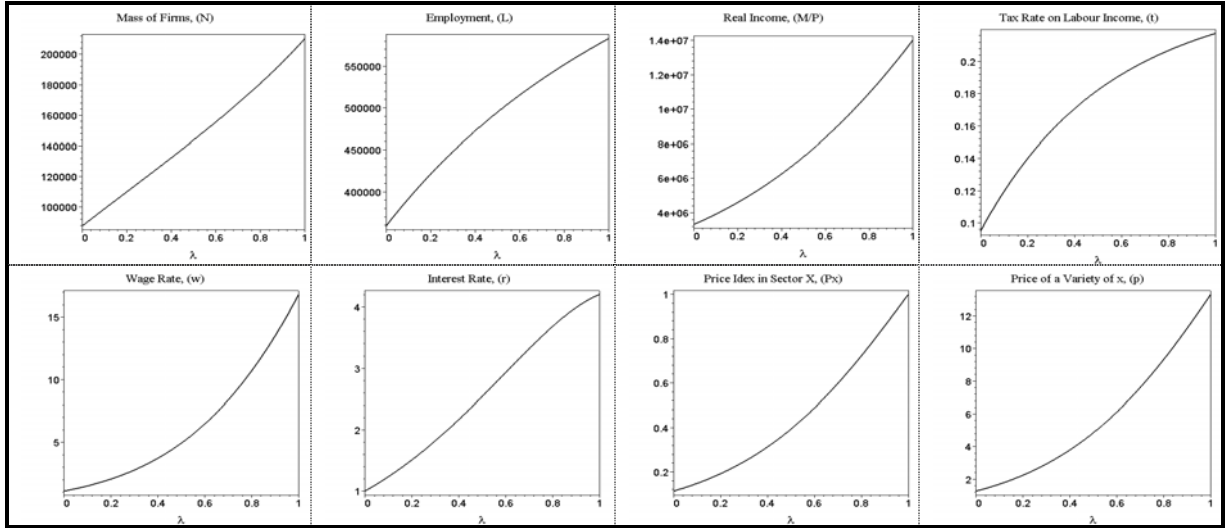 Mass of Firms, (N)
200000
180000
160000
140000
120000
100000
0 0.2 0.4 0.6 0.8 1
λ
Employment, (L)
550000
500000
450000
400000
0 0.2 0.4 0.6 0.8 1
λ
Real Income, (M/P)
1.4e+07
1.2e+07
1e+07
8e+06
6e+06
4e+06
0 0.2 0.4 0.6 0.8 1
λ
Tax Rate on Labour Income, (t)
0.2
0.18
0.16
0.14
0.12
0.1
0 0.2 0.4 0.6 0.8 1
λ
Wage Rate, (w)
15
10
5
0 0.2 0.4 0.6 0.8 1
λ
Interest Rate, (r)
4
3
2
1
0 0.2 0.4 0.6 0.8 1
λ
Price Idex in Sector X, (Px)
1
0.8
0.6
0.4
0.2
0 0.2 0.4 0.6 0.8 1
λ
Price of a Variety of x, (p)
12
10
8
6
4
2
0 0.2 0.4 0.6 0.8 1
λ